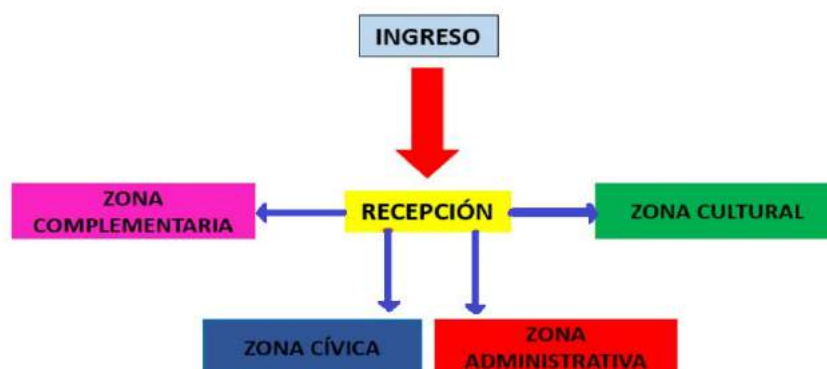 INGRESO
ZONA
COMPLEMENTARIA
RECEPCIÓN
ZONA CULTURAL
ZONA CÍVICA
ZONA
ADMINISTRATIVA